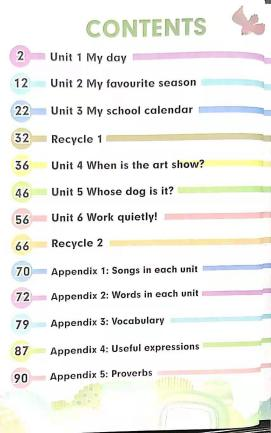 CONTENTS
2 Unit 1 My day
12 Unit 2 My favourite season
22 Unit 3 My school calendar
32 Recycle 1
36 Unit 4 When is the art show?
46 Unit 5 Whose dog is it?
56 Unit 6 Work quietly!
66 Recycle 2
70 Appendix 1: Songs in each unit
72 Appendix 2: Words in each unit
79 Appendix 3: Vocabulary
87 Appendix 4: Useful expressions
90 Appendix 5: Proverbs